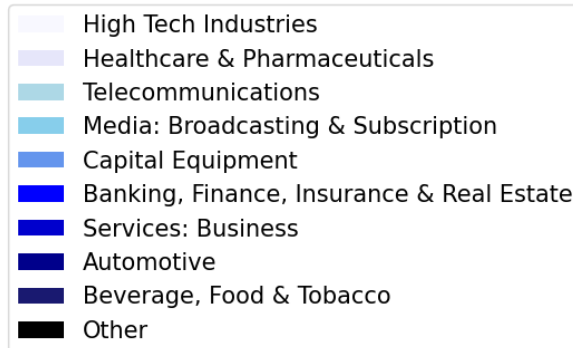 High Tech Industries
Healthcare & Pharmaceuticals
Telecommunications
Media: Broadcasting & Subscription
Capital Equipment
Banking, Finance, Insurance & Real Estate
Services: Business
Automotive
Beverage, Food & Tobacco
Other